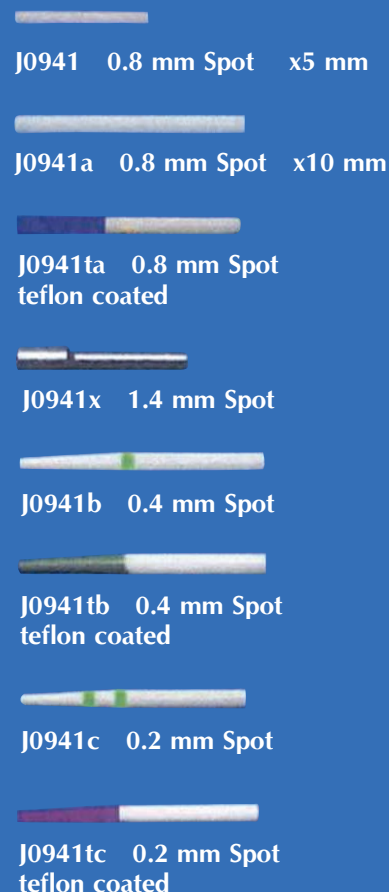 J0941 0.8 mm Spot x5 mm
J0941a 0.8 mm Spot x10 mm
J0941ta 0.8 mm Spot
teflon coated
J0941x 1.4 mm Spot
J0941b 0.4 mm Spot
J0941tb 0.4 mm Spot
teflon coated
J0941c 0.2 mm Spot
J0941tc 0.2 mm Spot
teflon coated